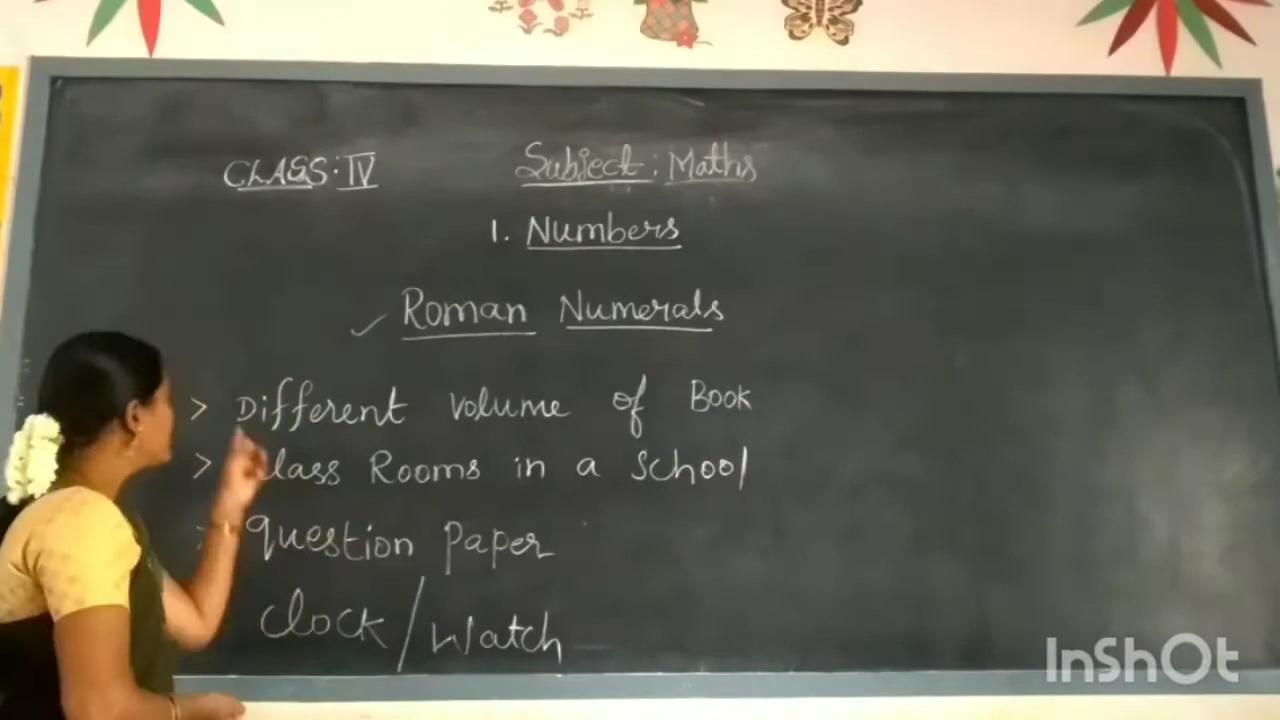 CLASS: IV
Subject: Maths
1. Numbers
✓ Roman Numerals
> Different volume of Book
> Class Rooms in a School
> Question Paper
Clock/Watch
InShOt